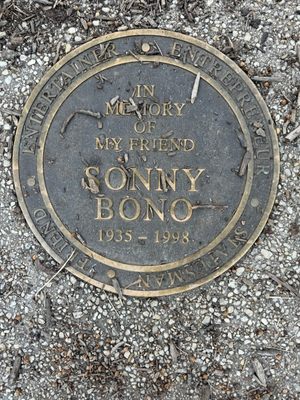 IN
MEMORY
OF
MY FRIEND
SONNY
BONO
1935 - 1998
ENTERTAINER
ENTREPRENEUR
STATESMAN
FRIEND